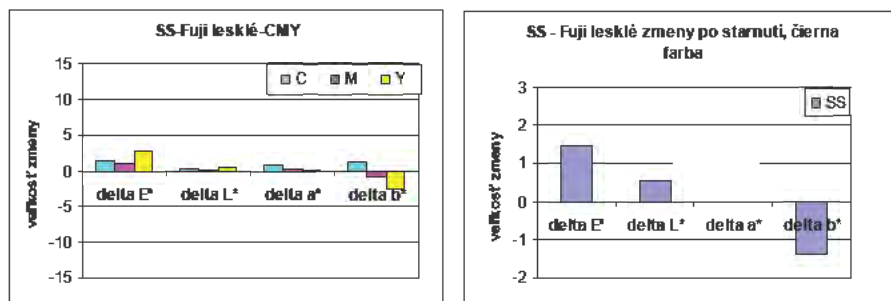 SS-Fuji lesklé-CMY
C M Y
15
10
5
0
-5
-10
-15
veľkosť zmeny
delta E* delta L* delta a* delta b*
SS - Fuji lesklé zmeny po starnutí, čierna
farba
SS
3
2
1
0
-1
-2
veľkosť zmeny
delta E* delta L* delta a* delta b*